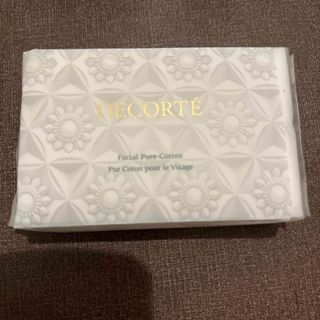 DECORTÉ
Facial Pure Cotton
Pur Coton pour le Visage